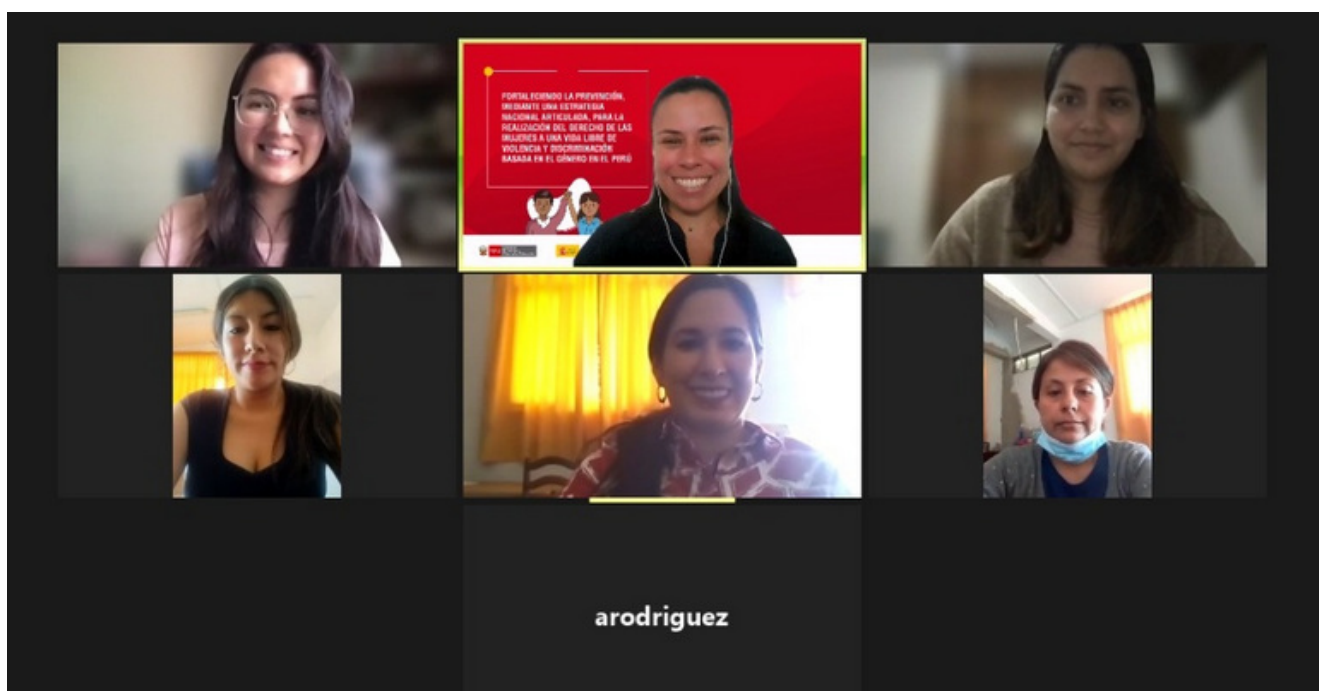 FORTALECIENDO LA PREVENCIÓN,
MEDIANTE UNA ESTRATEGIA
NACIONAL ARTICULADA, PARA LA
REALIZACIÓN DEL DERECHO DE LAS
MUJERES A UNA VIDA LIBRE DE
VIOLENCIA Y DISCRIMINACIÓN
BASADA EN EL GÉNERO EN EL PERÚ
PERÚ
arodriguez